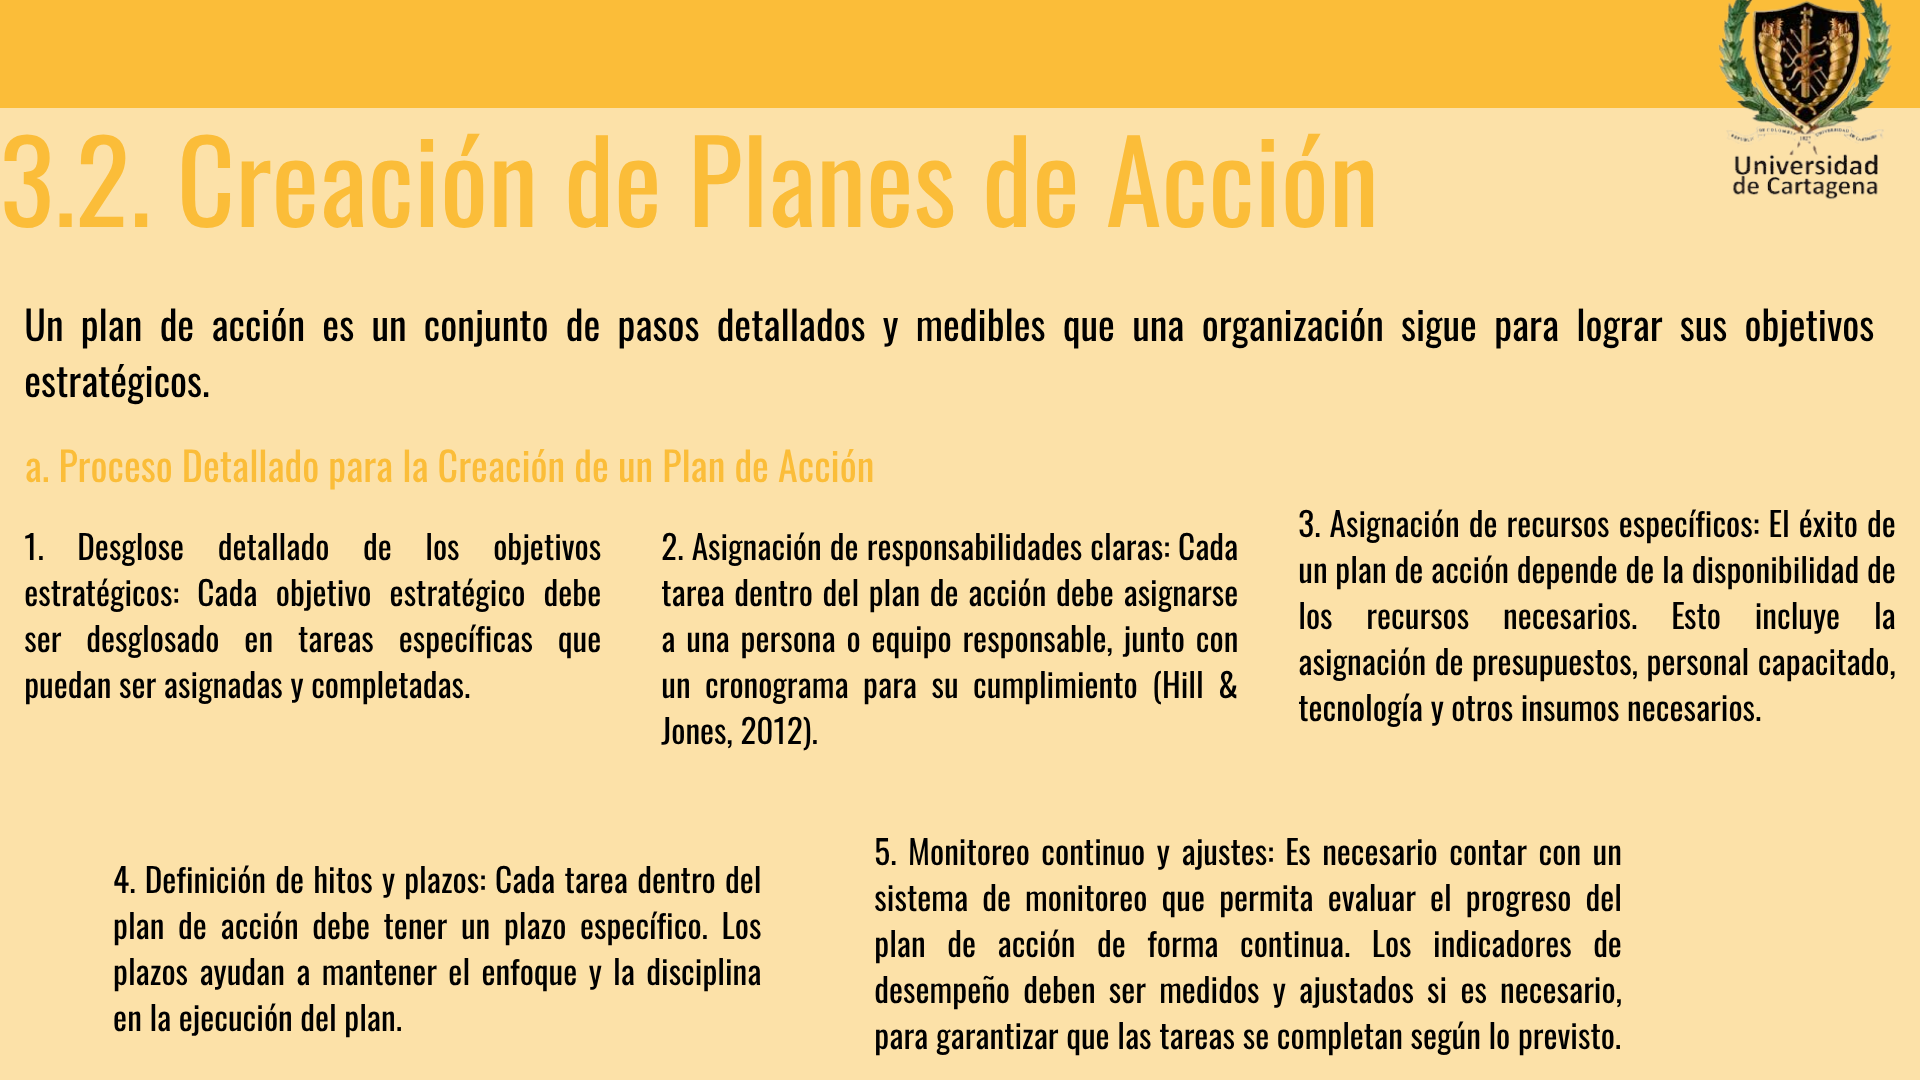 Universidad
de Cartagena
3.2. Creación de Planes de Acción
Un plan de acción es un conjunto de pasos detallados y medibles que una organización sigue para lograr sus objetivos
estratégicos.
a. Proceso Detallado para la Creación de un Plan de Acción
1. Desglose detallado de los objetivos
estratégicos: Cada objetivo estratégico debe
ser desglosado en tareas específicas que
puedan ser asignadas y completadas.
2. Asignación de responsabilidades claras: Cada
tarea dentro del plan de acción debe asignarse
a una persona o equipo responsable, junto con
un cronograma para su cumplimiento (Hill &
Jones, 2012).
3. Asignación de recursos específicos: El éxito de
un plan de acción depende de la disponibilidad de
los recursos necesarios. Esto incluye la
asignación de presupuestos, personal capacitado,
tecnología y otros insumos necesarios.
4. Definición de hitos y plazos: Cada tarea dentro del
plan de acción debe tener un plazo específico. Los
plazos ayudan a mantener el enfoque y la disciplina
en la ejecución del plan.
5. Monitoreo continuo y ajustes: Es necesario contar con un
sistema de monitoreo que permita evaluar el progreso del
plan de acción de forma continua. Los indicadores de
desempeño deben ser medidos y ajustados si es necesario,
para garantizar que las tareas se completan según lo previsto.